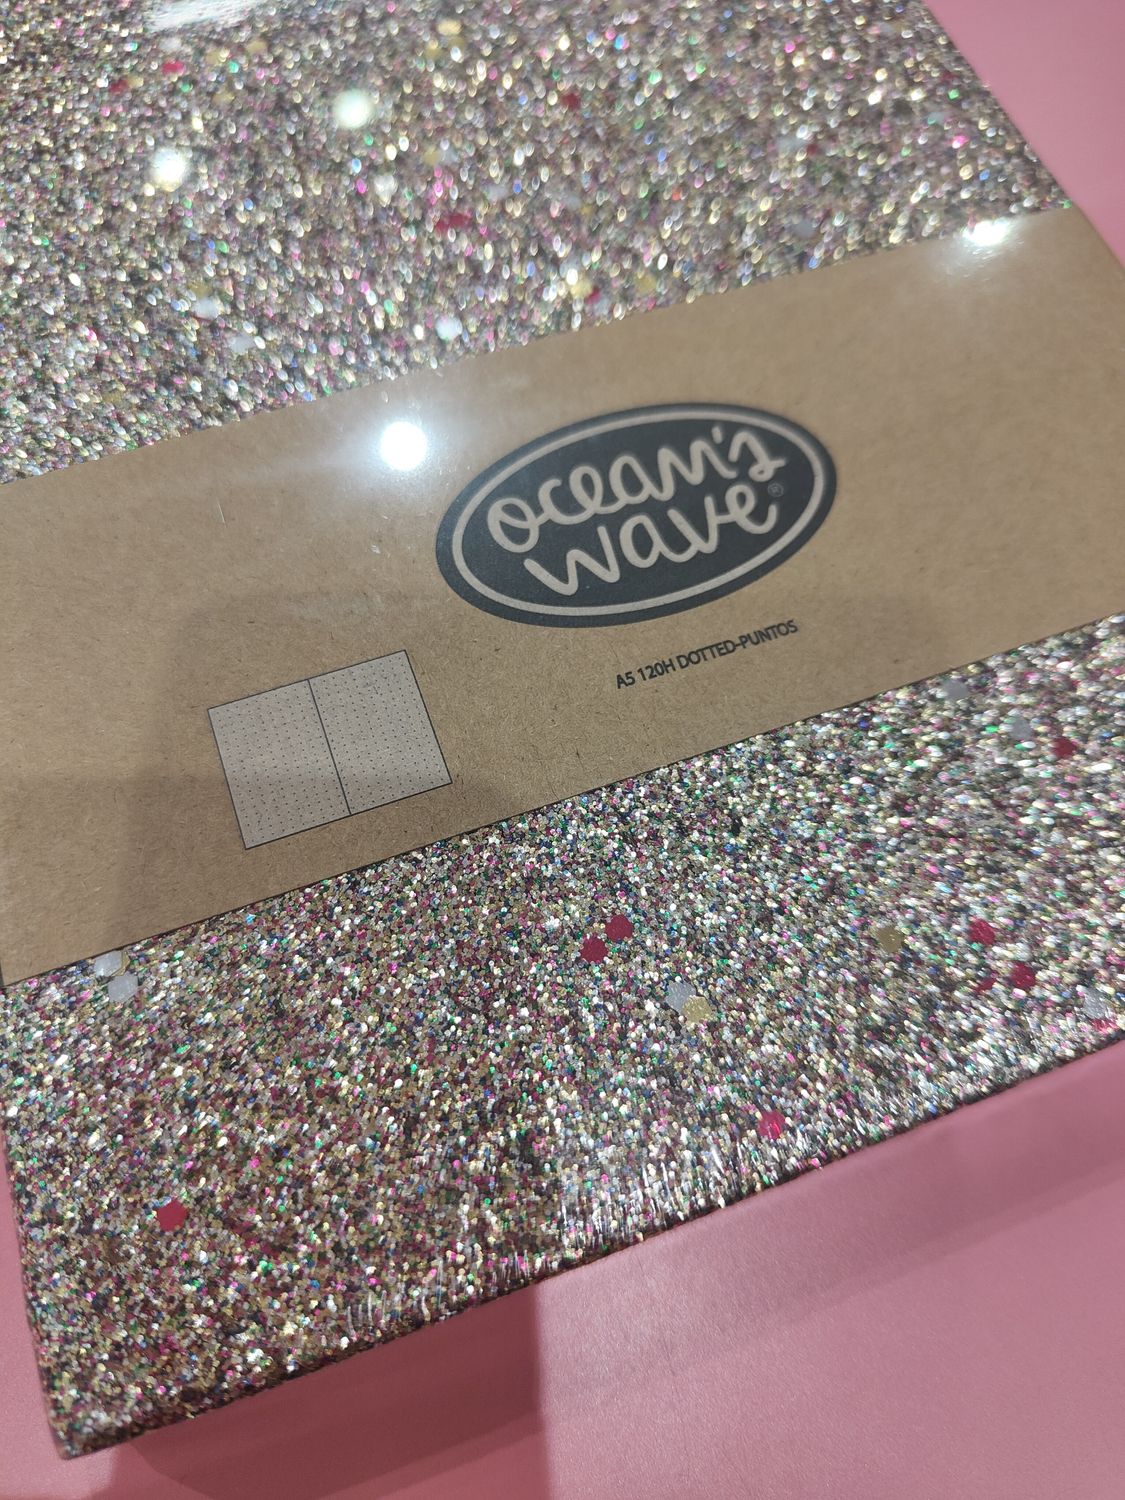 ocean's
wave®
A5 120H DOTTED-PUNTOS